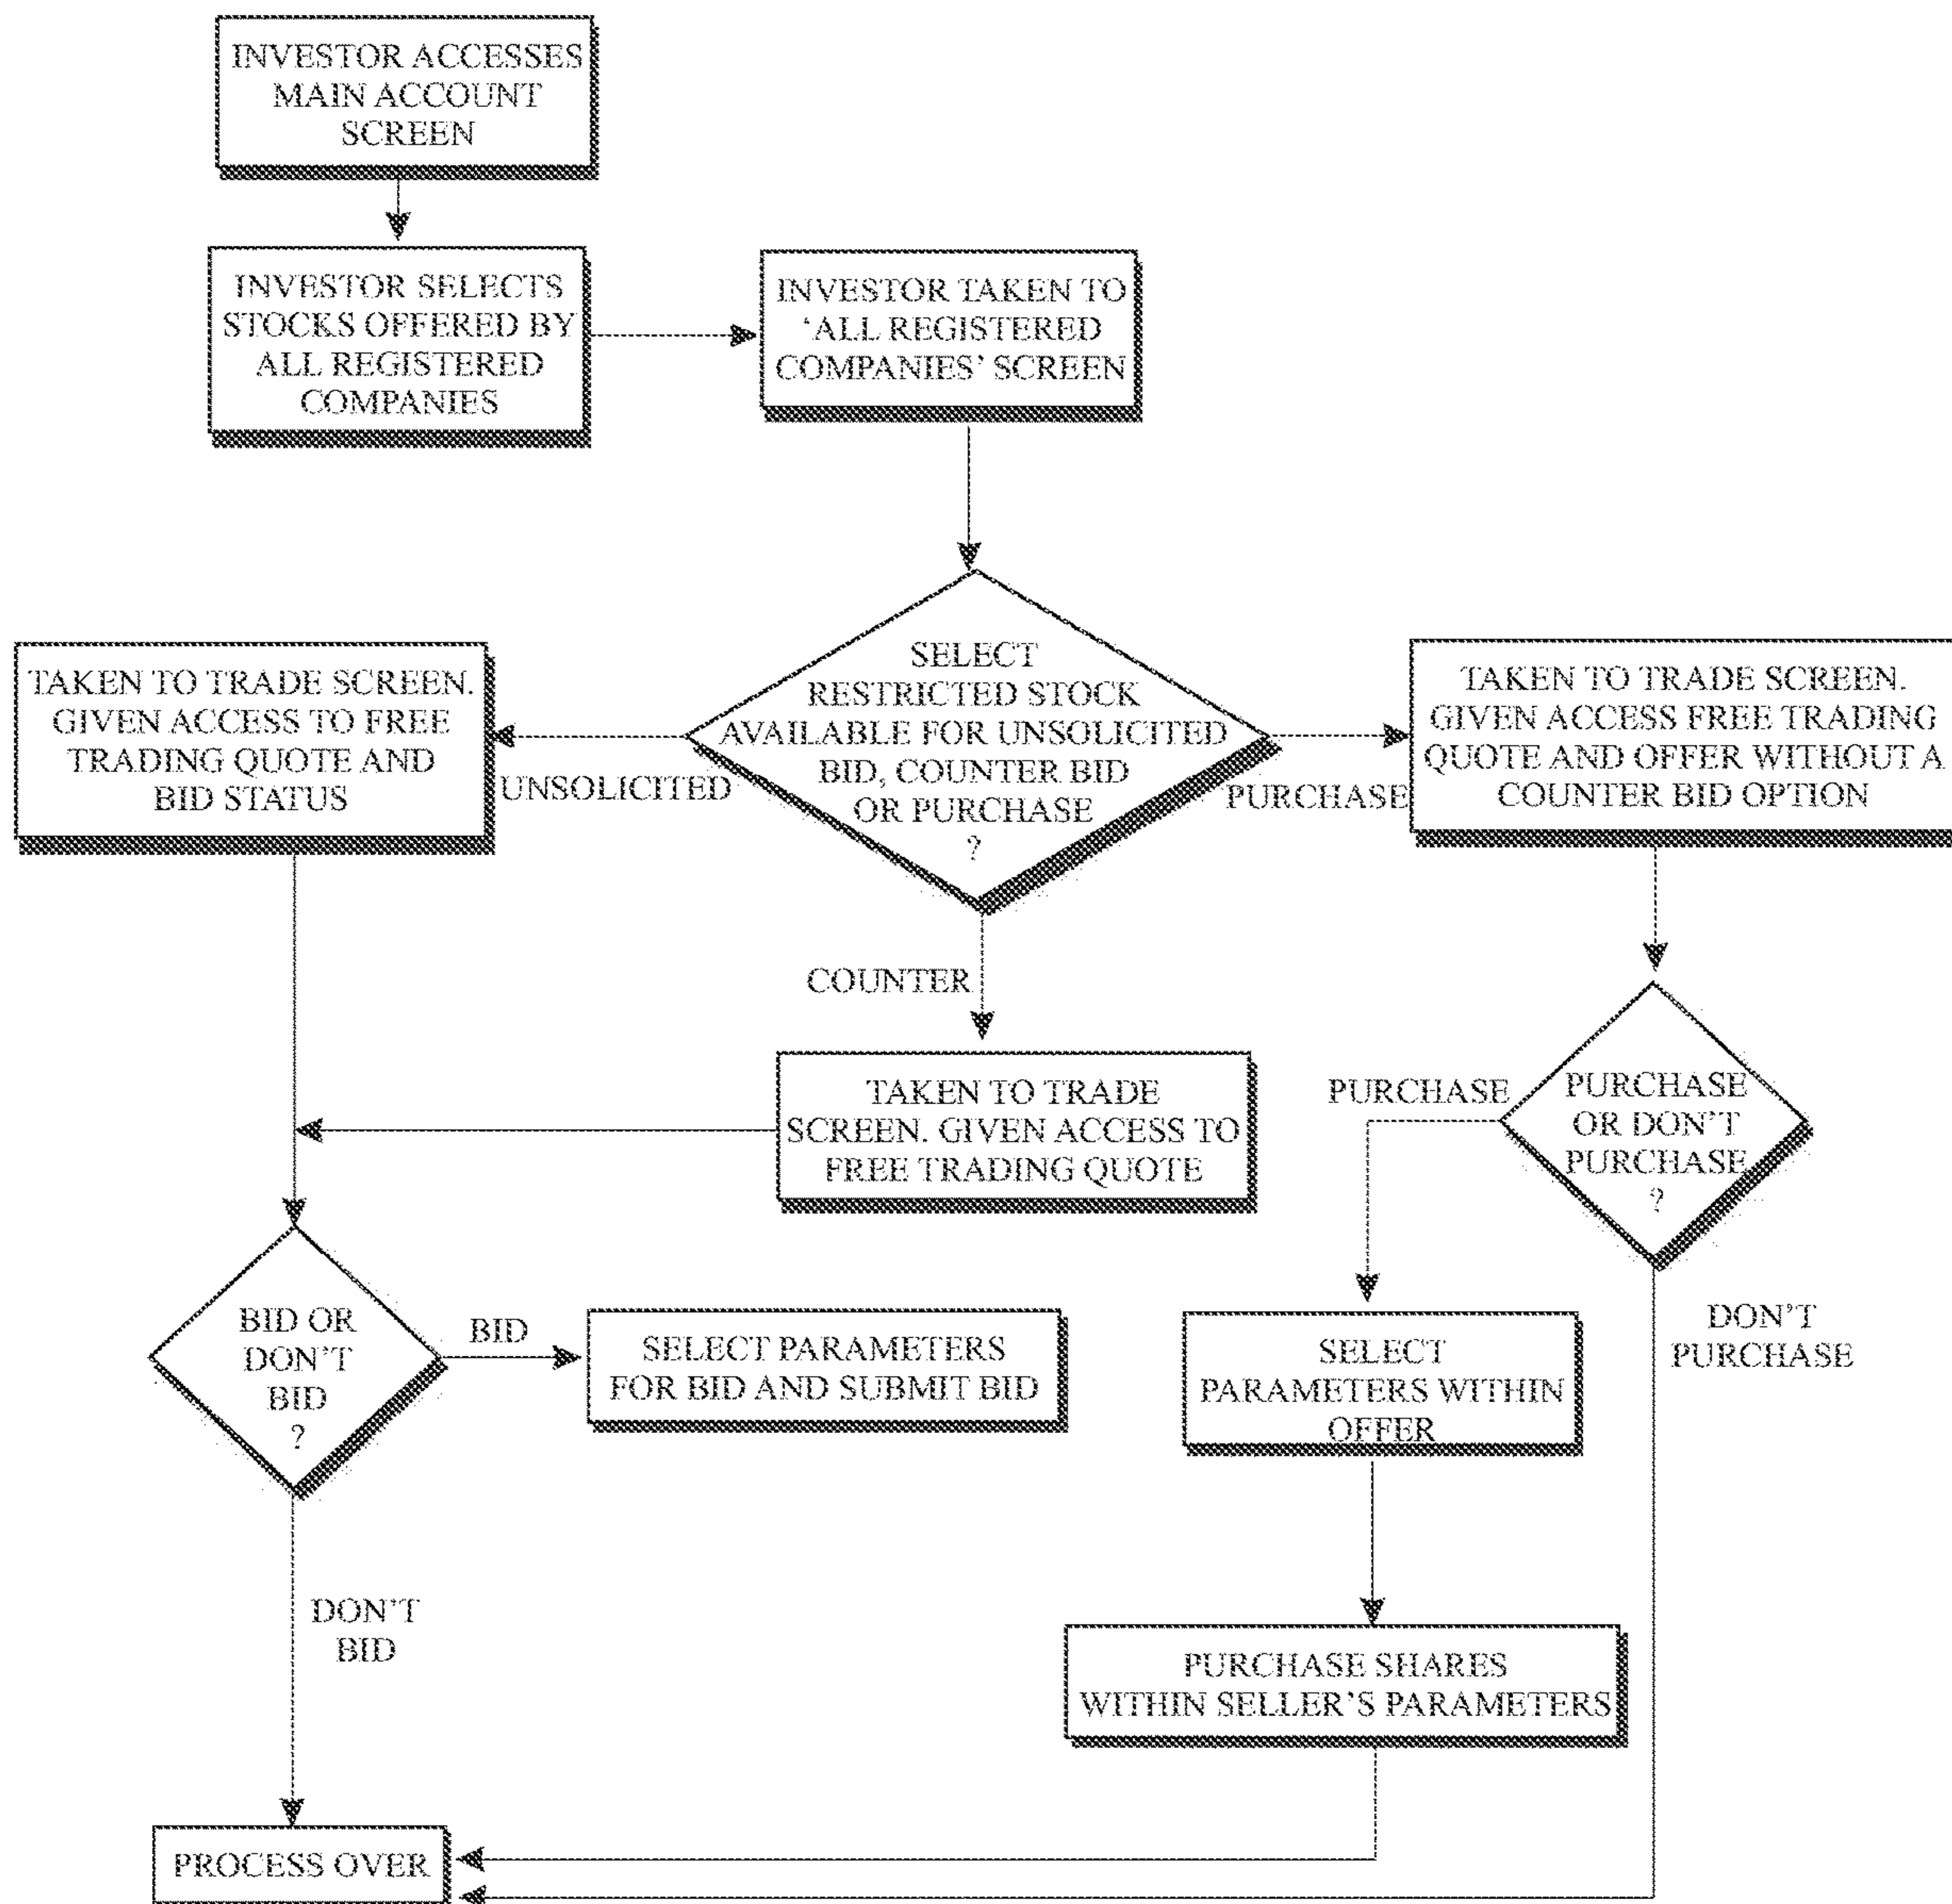 INVESTOR ACCESSES
MAIN ACCOUNT
SCREEN
INVESTOR SELECTS
STOCKS OFFERED BY
ALL REGISTERED
COMPANIES
INVESTOR TAKEN TO
‘ALL REGISTERED
COMPANIES’ SCREEN
SELECT
RESTRICTED STOCK
AVAILABLE FOR UNSOLICITED
BID, COUNTER BID
OR PURCHASE
?
UNSOLICITED
PURCHASE
COUNTER
TAKEN TO TRADE SCREEN.
GIVEN ACCESS TO FREE
TRADING QUOTE AND
BID STATUS
TAKEN TO TRADE SCREEN.
GIVEN ACCESS FREE TRADING
QUOTE AND OFFER WITHOUT A
COUNTER BID OPTION
TAKEN TO TRADE
SCREEN. GIVEN ACCESS TO
FREE TRADING QUOTE
PURCHASE
PURCHASE
OR DON'T
PURCHASE
?
DON'T
PURCHASE
BID OR
DON'T
BID
?
BID
SELECT PARAMETERS
FOR BID AND SUBMIT BID
SELECT
PARAMETERS WITHIN
OFFER
DON'T
BID
PURCHASE SHARES
WITHIN SELLER'S PARAMETERS
PROCESS OVER